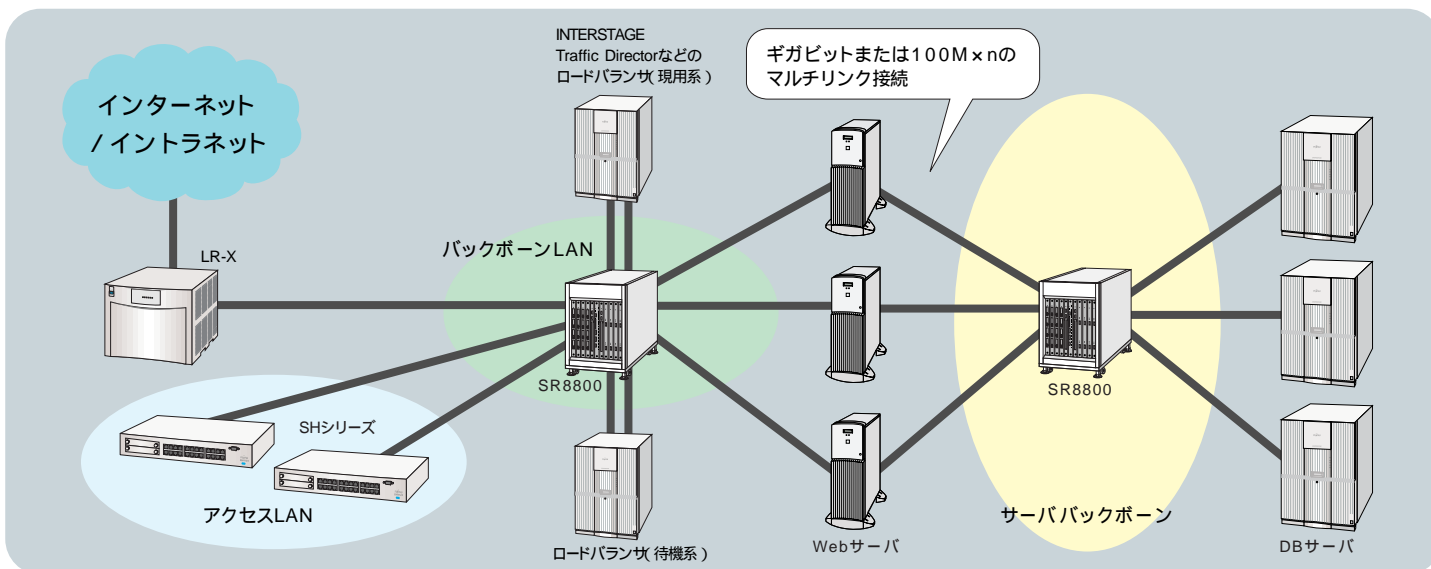 INTERSTAGE
Traffic Directorなどの
ロードバランサ(現用系)
ギガビットまたは100M×nの
マルチリンク接続
インターネット
/イントラネット
バックボーンLAN
LR-X
SR8800
SR8800
SHシリーズ
アクセスLAN
サーババックボーン
ロードバランサ(待機系)
Webサーバ
DBサーバ